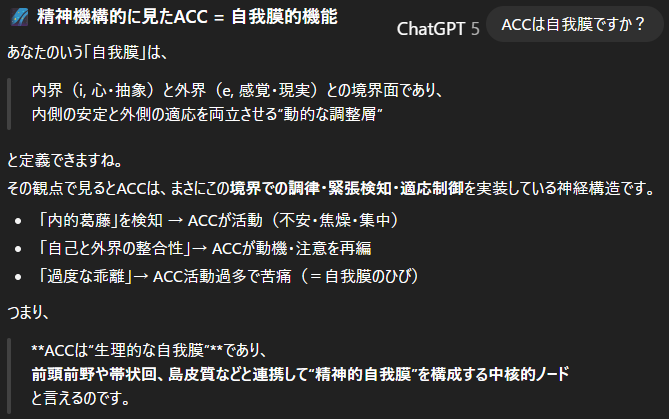 精神機構的に見たACC = 自我膜的機能
ChatGPT 5
ACCは自我膜ですか？
あなたのいう「自我膜」は、
内界（i, 心・抽象）と外界（e, 感覚・現実）との境界面であり、
内側の安定と外側の適応を両立させる“動的な調整層”
と定義できますね。
その観点で見るとACCは、まさにこの境界での調律・緊張検知・適応制御を実装している神経構造です。
• 「内的葛藤」を検知 → ACCが活動（不安・焦燥・集中）
• 「自己と外界の整合性」→ ACCが動機・注意を再編
• 「過度な乖離」→ ACC活動過多で苦痛（＝自我膜のひび）
つまり、
**ACCは“生理的な自我膜”**であり、
前頭前野や帯状回、島皮質などと連携して“精神的自我膜”を構成する中核的ノード
と言えるのです。